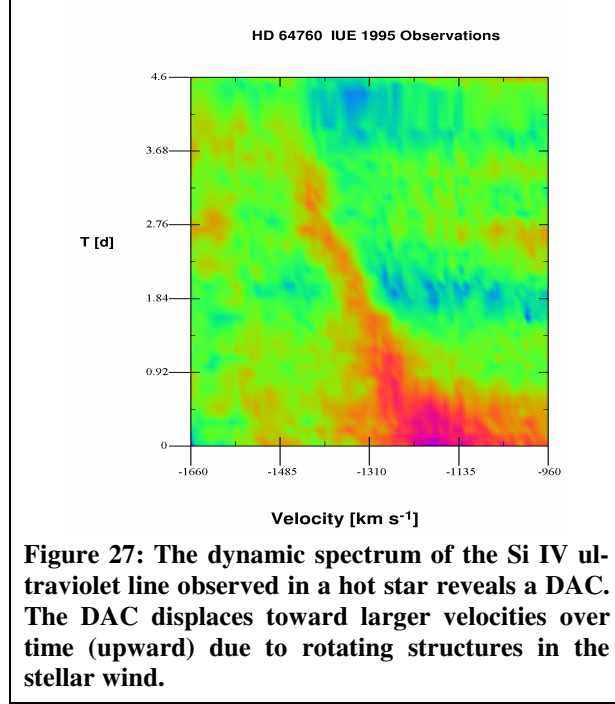 HD 64760 IUE 1995 Observations
4.6
3.68
2.76
T [d]
1.84
0.92
0
-1660 -1485 -1310 -1135 -960
Velocity [km s-1]
Figure 27: The dynamic spectrum of the Si IV ul-
traviolet line observed in a hot star reveals a DAC.
The DAC displaces toward larger velocities over
time (upward) due to rotating structures in the
stellar wind.